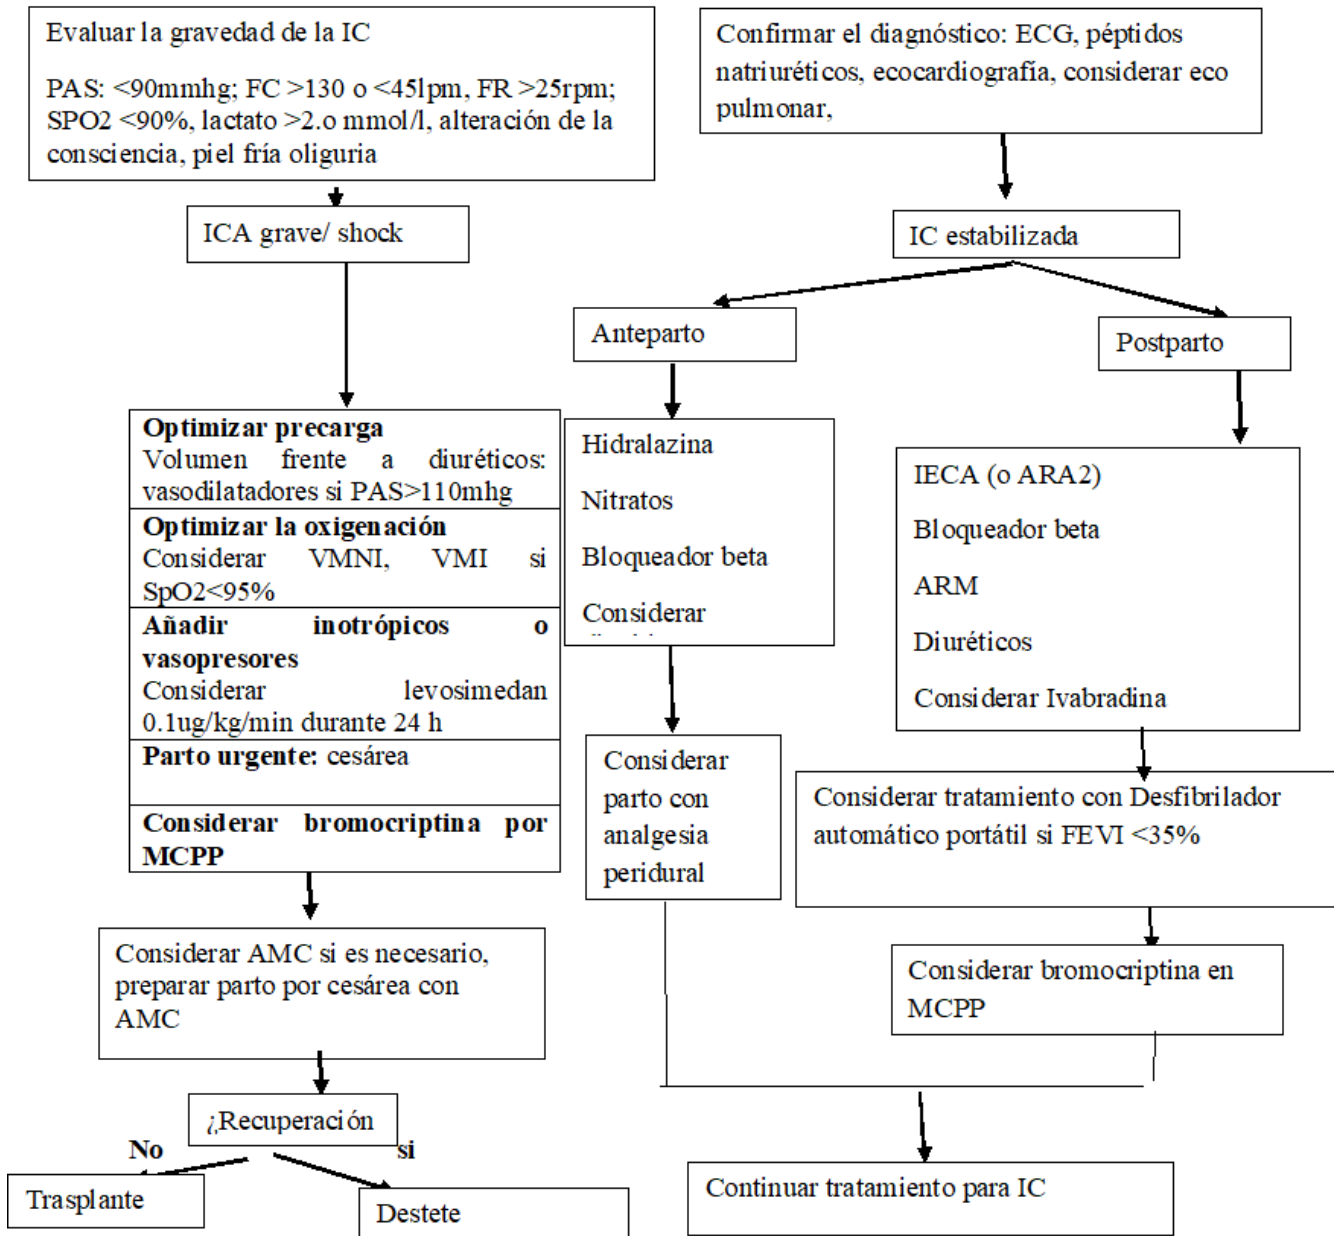 Evaluar la gravedad de la IC
PAS: <90mmhg; FC >130 o <45lpm, FR >25rpm;
SPO2 <90%, lactato >2.o mmol/l, alteración de la
consciencia, piel fría oliguria
Confirmar el diagnóstico: ECG, péptidos
natriuréticos, ecocardiografía, considerar eco
pulmonar,
ICA grave/ shock
IC estabilizada
Anteparto
Postparto
Optimizar precarga
Volumen frente a diuréticos:
vasodilatadores si PAS>110mhg
Optimizar la oxigenación
Considerar VMNI, VMI si
SpO2<95%
Añadir inotrópicos o
vasopresores
Considerar levosimedan
0.1ug/kg/min durante 24 h
Parto urgente: cesárea
Considerar bromocriptina por
MCPP
Hidralazina
Nitratos
Bloqueador beta
Considerar
IECA (o ARA2)
Bloqueador beta
ARM
Diuréticos
Considerar Ivabradina
Considerar
parto con
analgesia
peridural
Considerar tratamiento con Desfibrilador
automático portátil si FEVI <35%
Considerar AMC si es necesario,
preparar parto por cesárea con
AMC
Considerar bromocriptina en
MCPP
¿Recuperación
No si
Trasplante
Destete
Continuar tratamiento para IC